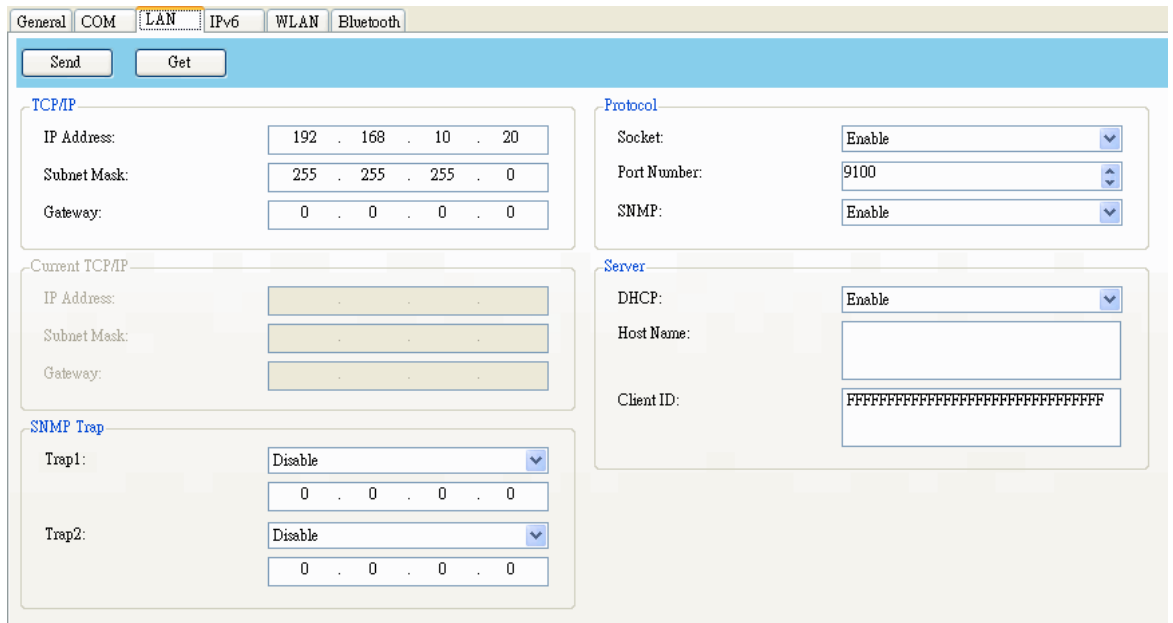 General COM LAN IPv6 WLAN Bluetooth
Send Get
TCP/IP
IP Address: 192 . 168 . 10 . 20
Subnet Mask: 255 . 255 . 255 . 0
Gateway: 0 . 0 . 0 . 0
Current TCP/IP
IP Address: . . .
Subnet Mask: . . .
Gateway: . . .
SNMP Trap
Trap1: Disable
0 . 0 . 0 . 0
Trap2: Disable
0 . 0 . 0 . 0
Protocol
Socket: Enable
Port Number: 9100
SNMP: Enable
Server
DHCP: Enable
Host Name:
Client ID: FFFFFFFFFFFFFFFFFFFFFFFFFFFFFFFF